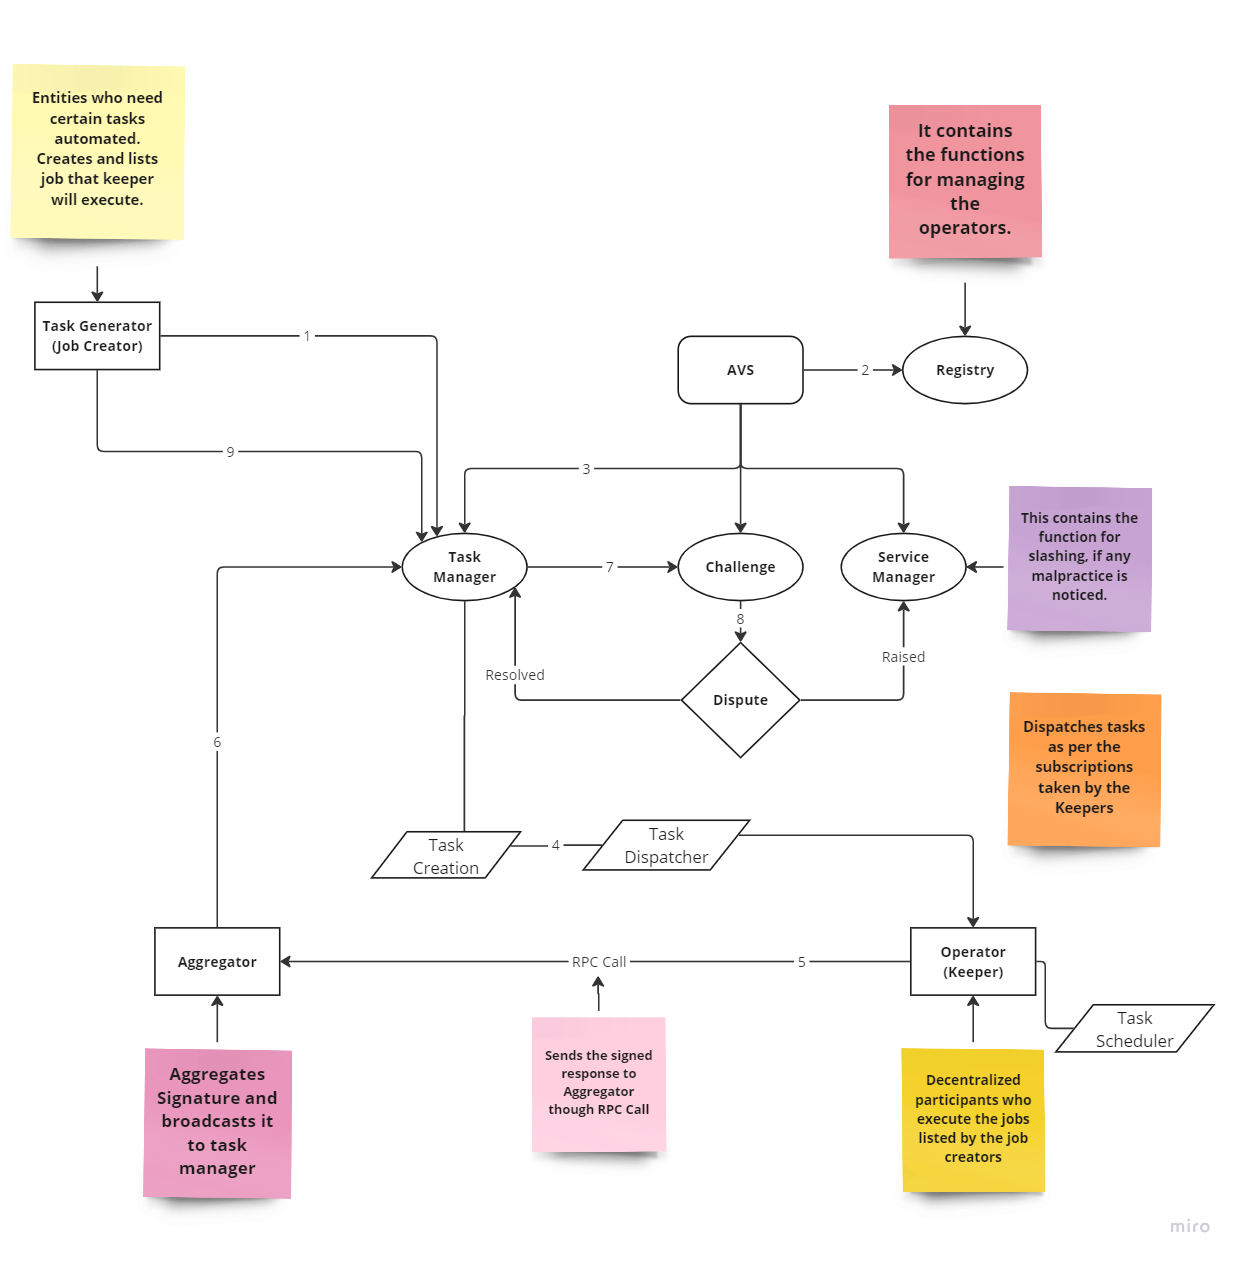 Entities who need
certain tasks
automated.
Creates and lists
job that keeper
will execute.
It contains
the functions
for managing
the
operators.
Task Generator
(Job Creator)
1
AVS
2
Registry
9
3
This contains the
function for
slashing, if any
malpractice is
noticed.
Task
Manager
7
Challenge
Service
Manager
8
Resolved
Raised
Dispute
Dispatches tasks
as per the
subscriptions
taken by the
Keepers
6
Task
Creation
4
Task
Dispatcher
Aggregator
RPC Call
5
Operator
(Keeper)
Task
Scheduler
Aggregates
Signature and
broadcasts it
to task
manager
Sends the signed
response to
Aggregator
though RPC Call
Decentralized
participants who
execute the jobs
listed by the job
creators
miro